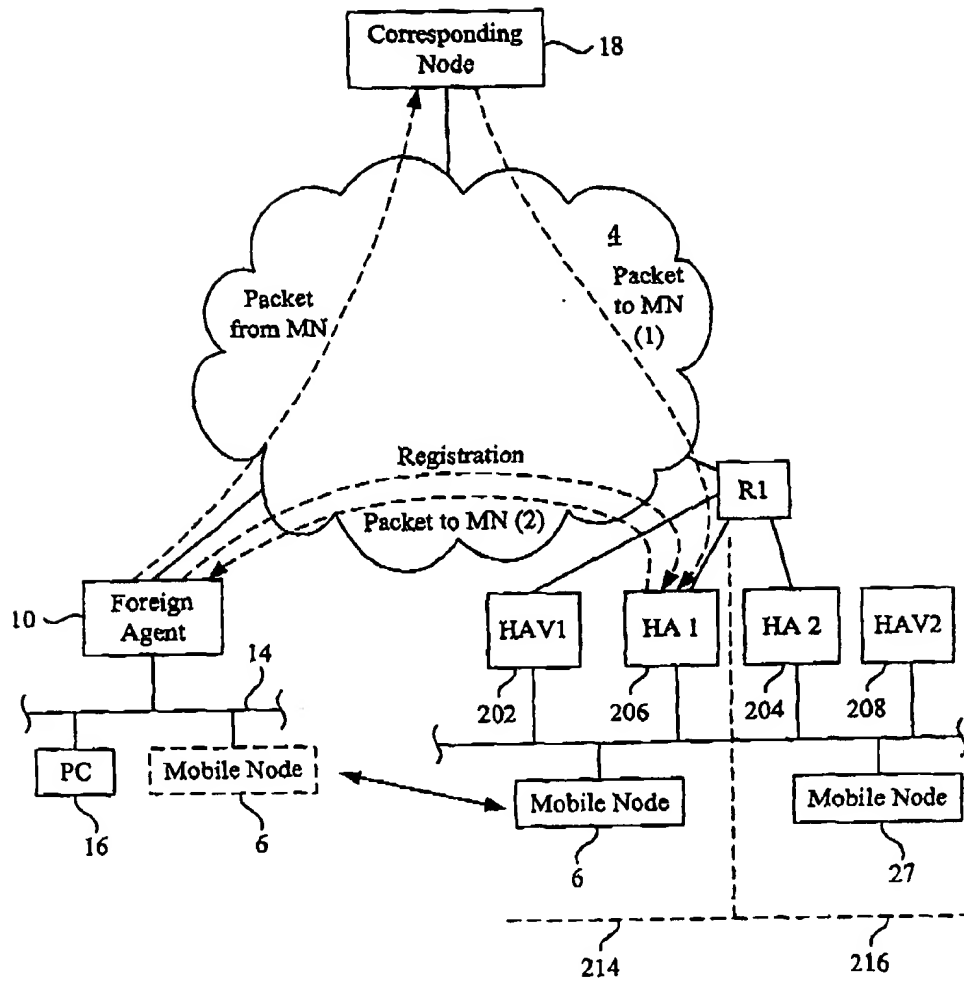 Corresponding
Node
18
4
Packet
to MN
(1)
Packet
from MN
Registration
R1
Packet to MN (2)
10
Foreign
Agent
HAV1
HA 1
HA 2
HAV2
14
202
206
204
208
PC
Mobile Node
Mobile Node
Mobile Node
16
6
6
27
214
216